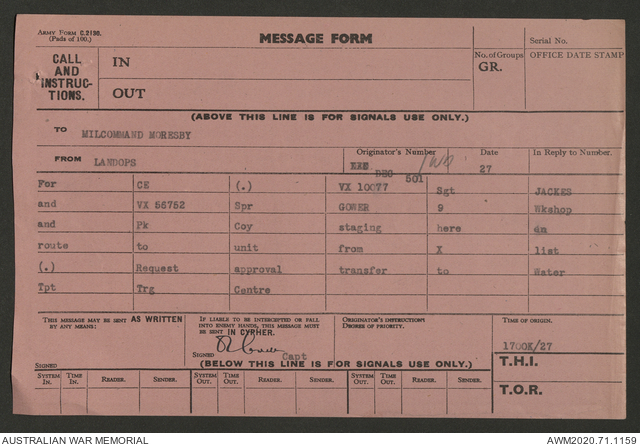 ARMY FORM C.2130.
(Pads of 100.)
MESSAGE FORM
Serial No.
CALL AND INSTRUC- TIONS.
IN
OUT
No. of Groups
GR.
OFFICE DATE STAMP
(ABOVE THIS LINE IS FOR SIGNALS USE ONLY.)
TO MILCOMMAND MORESBY
FROM LANDOPS
Originator's Number
DEC 501
Date
27
In Reply to Number.
For CE (.) VX 10077 Sgt JACKES
and VX 56752 Spr GOWER 9 Wkshop
and Pk Coy staging here on
route to unit from X list
(.) Request approval transfer to Water
Tpt Trg Centre
THIS MESSAGE MAY BE SENT AS WRITTEN
BY ANY MEANS:
SIGNED
IF LIABLE TO BE INTERCEPTED OR FALL
INTO ENEMY HANDS, THIS MESSAGE MUST
BE SENT IN CYPHER.
SIGNED Capt
ORIGINATOR'S INSTRUCTIONS
DEGREE OF PRIORITY.
TIME OF ORIGIN.
1700K/27
(BELOW THIS LINE IS FOR SIGNALS USE ONLY.)
T.H.I.
T.O.R.
SYSTEM IN. TIME IN. READER. SENDER. SYSTEM OUT. TIME OUT. READER. SENDER. SYSTEM OUT. TIME OUT. READER. SENDER.
AUSTRALIAN WAR MEMORIAL
AWM2020.71.1159